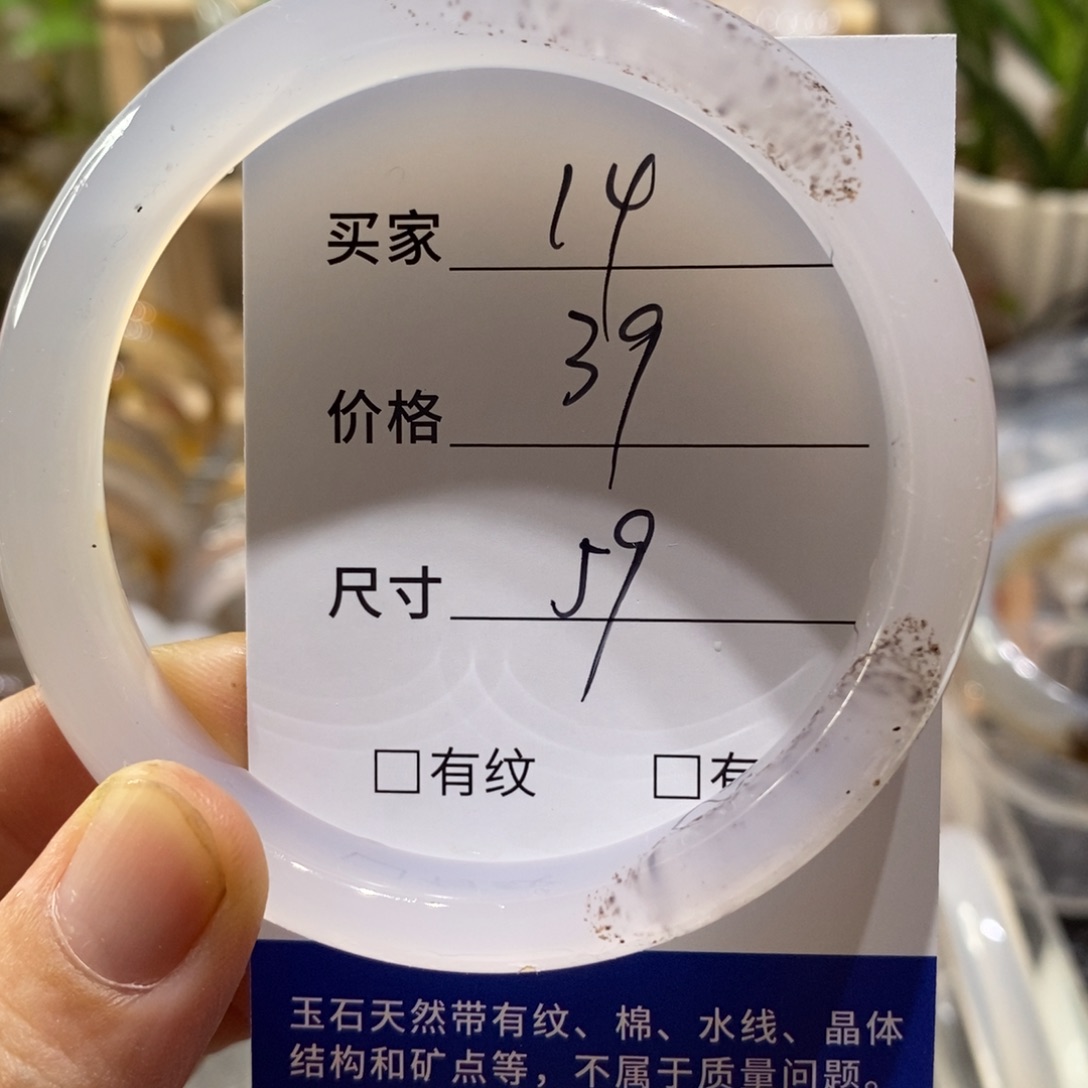 买家 14
价格 39
尺寸 59
□有纹 □有
玉石天然带有纹、棉、水线、晶体
结构和矿点等，不属于质量问题。